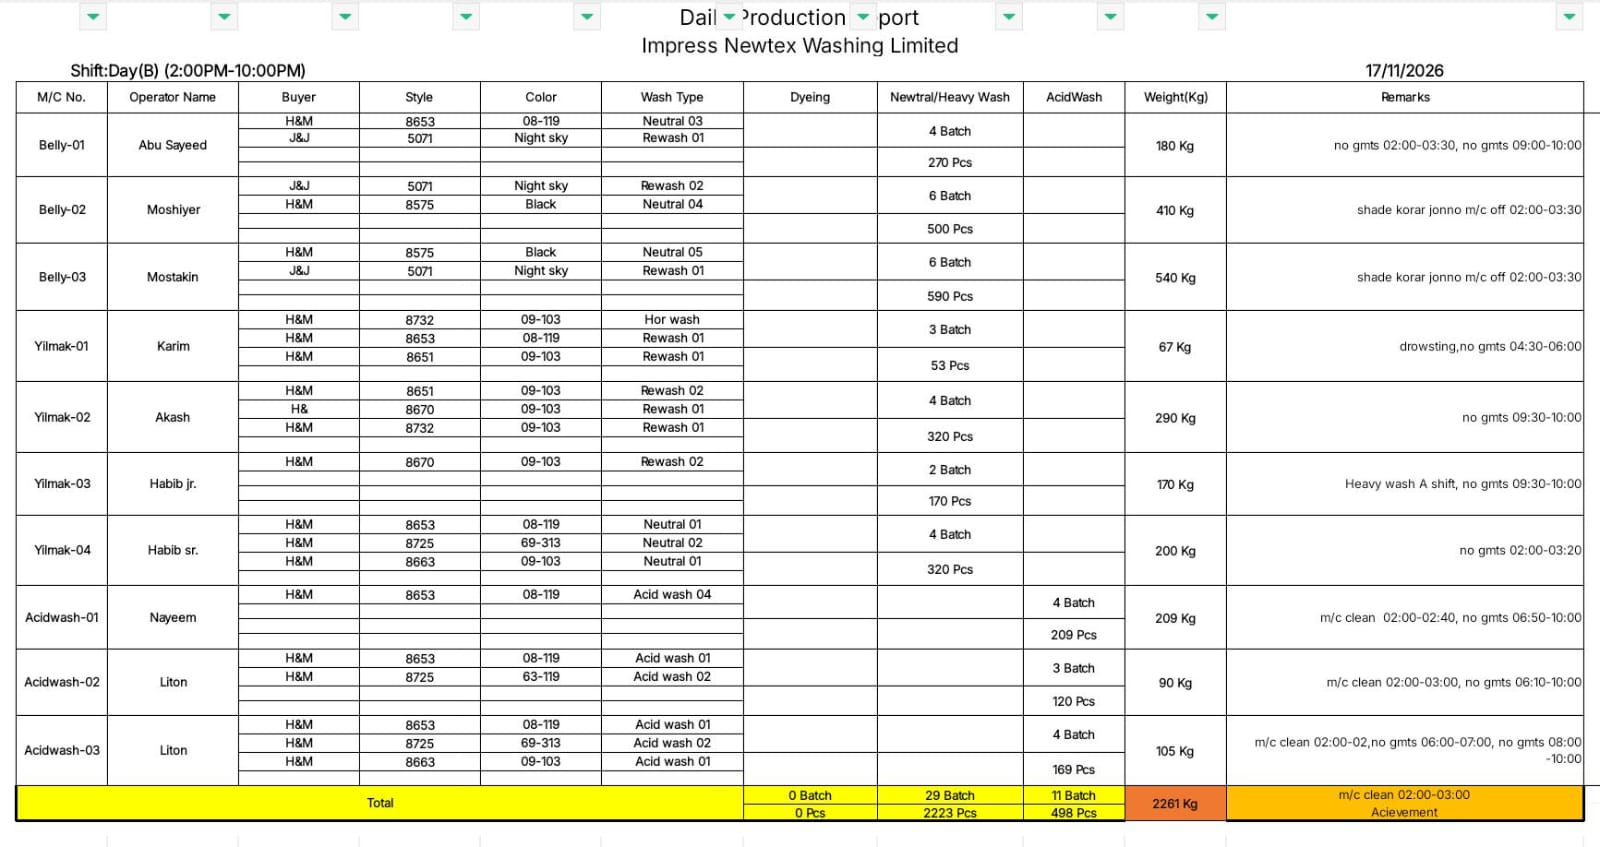 Daily Production Report
Impress Newtex Washing Limited
Shift:Day(B) (2:00PM-10:00PM) 17/11/2026
M/C No. Operator Name Buyer Style Color Wash Type Dyeing Newtral/Heavy Wash AcidWash Weight(Kg) Remarks
Belly-01 Abu Sayeed H&M 8653 08-119 Neutral 03 4 Batch 180 Kg no gmts 02:00-03:30, no gmts 09:00-10:00
J&J 5071 Night sky Rewash 01
270 Pcs
Belly-02 Moshiyer J&J 5071 Night sky Rewash 02 6 Batch 410 Kg shade korar jonno m/c off 02:00-03:30
H&M 8575 Black Neutral 04
500 Pcs
Belly-03 Mostakin H&M 8575 Black Neutral 05 6 Batch 540 Kg shade korar jonno m/c off 02:00-03:30
J&J 5071 Night sky Rewash 01
590 Pcs
Yilmak-01 Karim H&M 8732 09-103 Hor wash 3 Batch 67 Kg drowsting,no gmts 04:30-06:00
H&M 8653 08-119 Rewash 01
H&M 8651 09-103 Rewash 01
53 Pcs
Yilmak-02 Akash H&M 8651 09-103 Rewash 02 4 Batch 290 Kg no gmts 09:30-10:00
H& 8670 09-103 Rewash 01
H&M 8732 09-103 Rewash 01
320 Pcs
Yilmak-03 Habib jr. H&M 8670 09-103 Rewash 02 2 Batch 170 Kg Heavy wash A shift, no gmts 09:30-10:00
170 Pcs
Yilmak-04 Habib sr. H&M 8653 08-119 Neutral 01 4 Batch 200 Kg no gmts 02:00-03:20
H&M 8725 69-313 Neutral 02
H&M 8663 09-103 Neutral 01
320 Pcs
Acidwash-01 Nayeem H&M 8653 08-119 Acid wash 04 4 Batch 209 Kg m/c clean 02:00-02:40, no gmts 06:50-10:00
209 Pcs
Acidwash-02 Liton H&M 8653 08-119 Acid wash 01 3 Batch 90 Kg m/c clean 02:00-03:00, no gmts 06:10-10:00
H&M 8725 63-119 Acid wash 02
120 Pcs
Acidwash-03 Liton H&M 8653 08-119 Acid wash 01 4 Batch 105 Kg m/c clean 02:00-02,no gmts 06:00-07:00, no gmts 08:00
-10:00
H&M 8725 69-313 Acid wash 02
H&M 8663 09-103 Acid wash 01
169 Pcs
Total 0 Batch 29 Batch 11 Batch 2261 Kg m/c clean 02:00-03:00
0 Pcs 2223 Pcs 498 Pcs Acievement